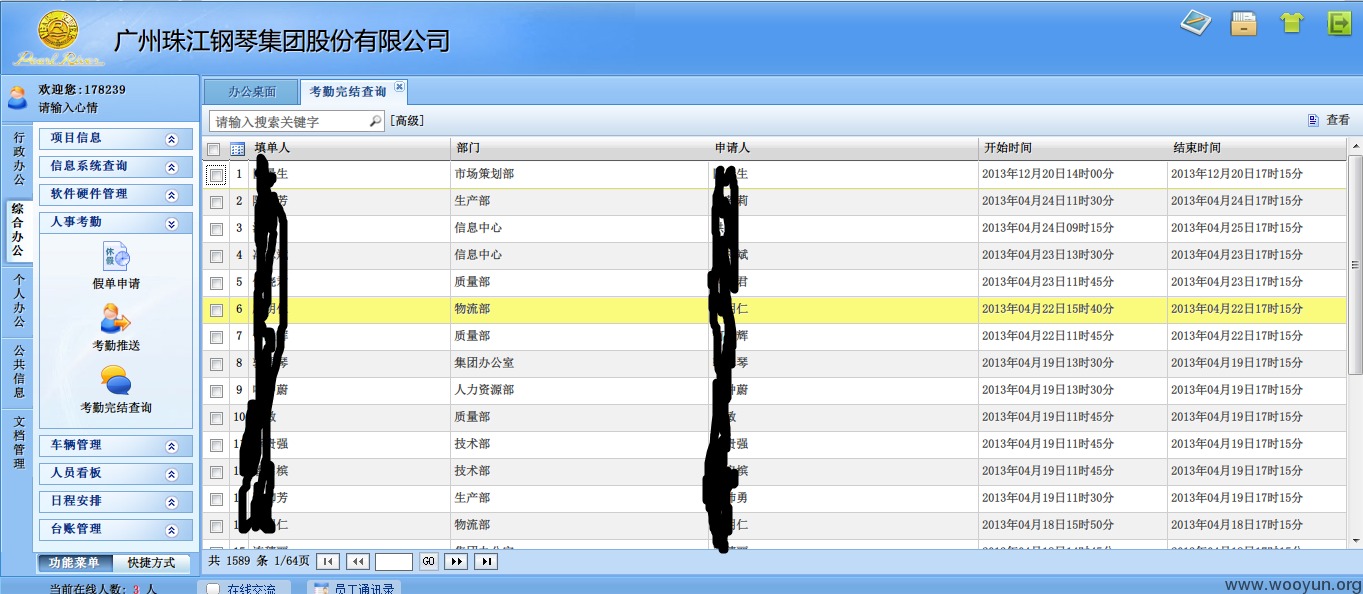 广州珠江钢琴集团股份有限公司
Pearl River
欢迎您:178239
请输入心情
行政办公
综合办公
个人办公
公共信息
文档管理
项目信息
信息系统查询
软件硬件管理
人事考勤
休假
假单申请
考勤推送
考勤完结查询
车辆管理
人员看板
日程安排
台账管理
功能菜单 快捷方式
办公桌面 考勤完结查询
请输入搜索关键字 [高级] 查看
填单人 部门 申请人 开始时间 结束时间
1 生 市场策划部 生 2013年12月20日14时00分 2013年12月20日17时15分
2 芳 生产部 莉 2013年04月24日11时30分 2013年04月24日17时15分
3 信息中心 2013年04月24日09时15分 2013年04月25日17时15分
4 信息中心 斌 2013年04月23日13时30分 2013年04月23日17时15分
5 质量部 君 2013年04月23日11时45分 2013年04月23日17时15分
6 物流部 仁 2013年04月22日15时40分 2013年04月22日17时15分
7 辉 质量部 辉 2013年04月22日11时45分 2013年04月22日17时15分
8 琴 集团办公室 琴 2013年04月19日13时30分 2013年04月19日17时15分
9 蔚 人力资源部 蔚 2013年04月19日13时30分 2013年04月19日17时15分
10 敏 质量部 敏 2013年04月19日11时45分 2013年04月19日17时15分
强 技术部 强 2013年04月19日11时45分 2013年04月19日17时15分
槟 技术部 槟 2013年04月19日11时45分 2013年04月19日17时15分
芳 生产部 勇 2013年04月19日11时30分 2013年04月19日17时15分
仁 物流部 仁 2013年04月18日15时50分 2013年04月18日17时15分
共 1589 条 1/64页 GO
当前在线人数: 3 人 在线交流 员工通讯录
www.wooyun.org